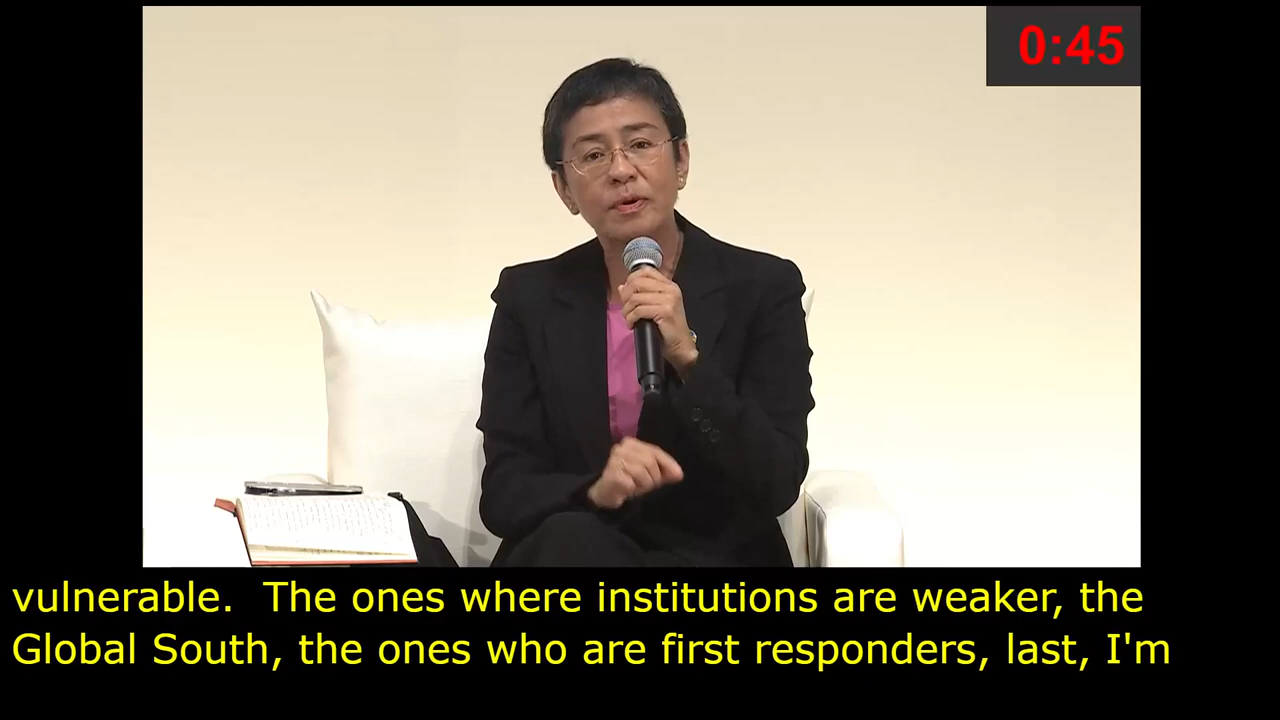 0:45
vulnerable.  The ones where institutions are weaker, the
Global South, the ones who are first responders, last, I'm